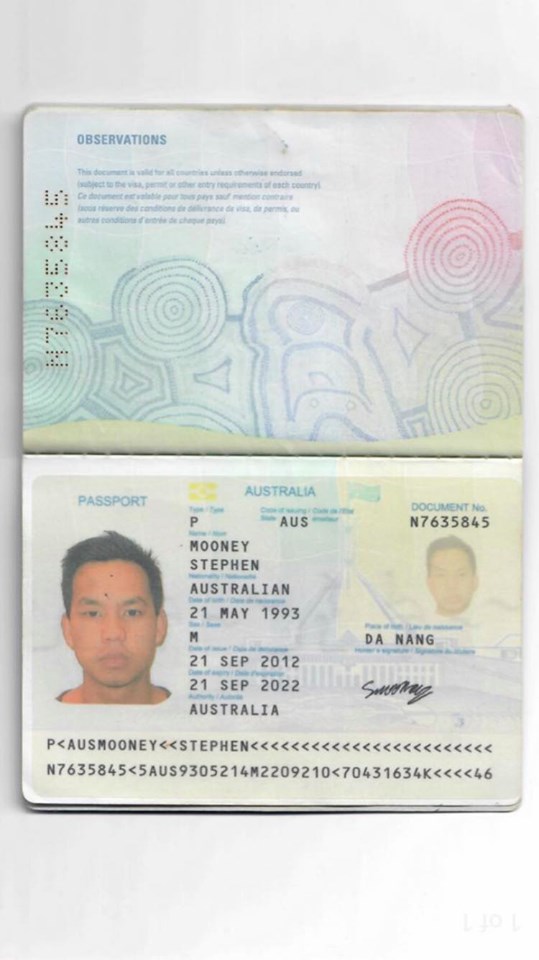 OBSERVATIONS
This document is valid for all countries unless otherwise endorsed
(subject to the visa, permit or other entry requirements of each country)
Ce document est valable pour tous pays sauf mention contraire
(sous réserve des conditions de délivrance de visa, de permis, ou
autres conditions d'entrée de chaque pays)
N7635845
PASSPORT
AUSTRALIA
DOCUMENT No.
Type / Type
Code of issuing / Code de l'État
State émetteur
P AUS N7635845
Name / Nom
MOONEY
STEPHEN
Nationality / Nationalité
AUSTRALIAN
Date of birth / Date de naissance
21 MAY 1993
Sex / Sexe
Place of birth / Lieu de naissance
M DA NANG
Date of issue / Date de délivrance
Holder's signature / Signature du titulaire
21 SEP 2012
Date of expiry / Date d'expiration
21 SEP 2022
Smooney
Authority / Autorité
AUSTRALIA
P<AUSMOONEY<<STEPHEN<<<<<<<<<<<<<<<<<<<<<<<<
N7635845<5AUS9305214M2209210<70431634K<<<<46
1 of 1